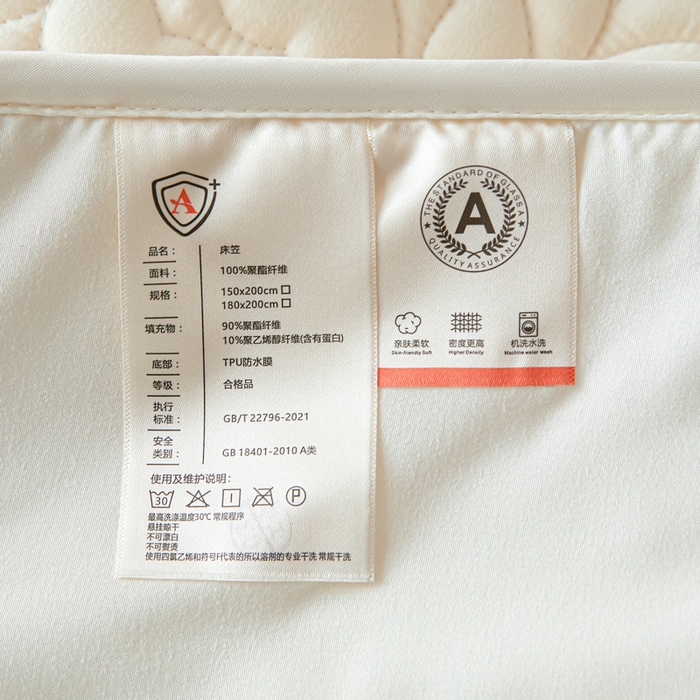 A
品名： 床笠
面料： 100%聚酯纤维
规格： 150x200cm □
180x200cm □
填充物： 90%聚酯纤维
10%聚乙烯醇纤维(含有蛋白)
底部： TPU防水膜
等级： 合格品
执行
标准： GB/T 22796-2021
安全
类别： GB 18401-2010 A类
使用及维护说明：
30 P
最高洗涤温度30℃ 常规程序
悬挂晾干
不可漂白
不可熨烫
使用四氯乙烯和符号F代表的所以溶剂的专业干洗 常规干洗
THE STANDARD OF GLASS A
A
QUALITY ASSURANCE
亲肤柔软 密度更高 机洗水洗
Skin-friendly Soft Higher Density Machine water wash